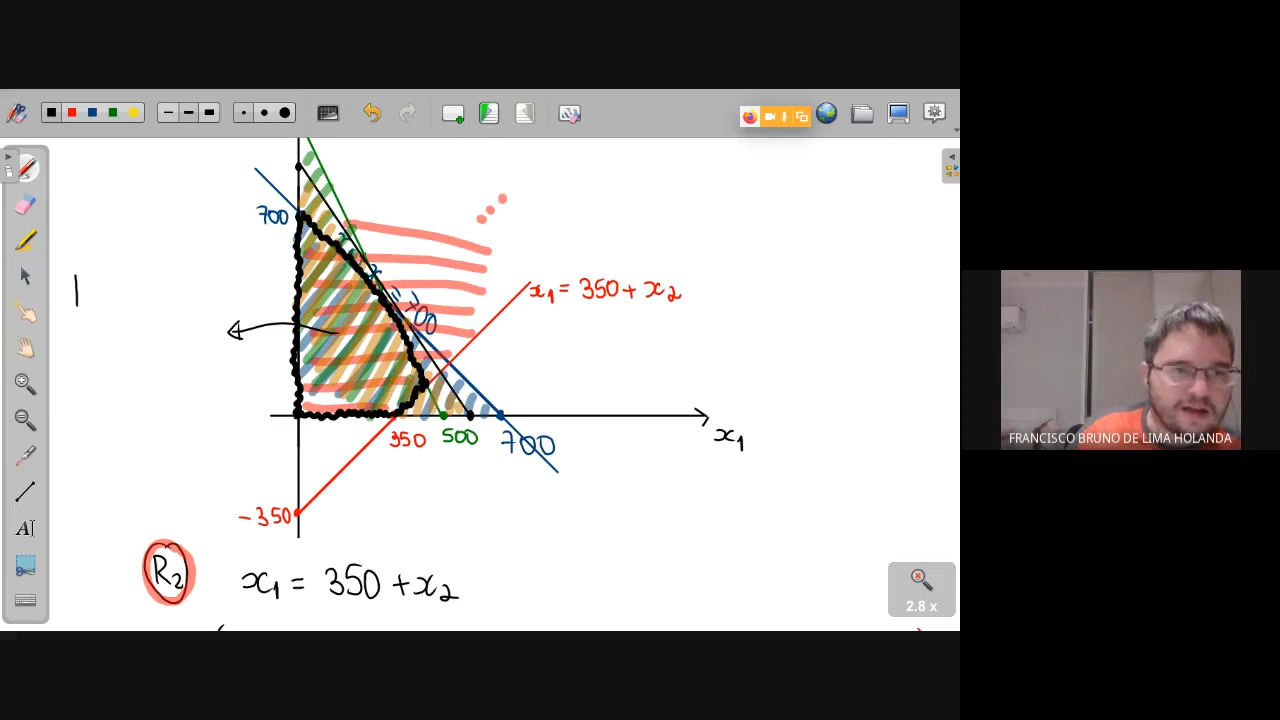 700
x₁ = 350 + x₂
= 700
350
500
700
x₁
-350
R₂
x₁ = 350 + x₂
2.8 x
FRANCISCO BRUNO DE LIMA HOLANDA